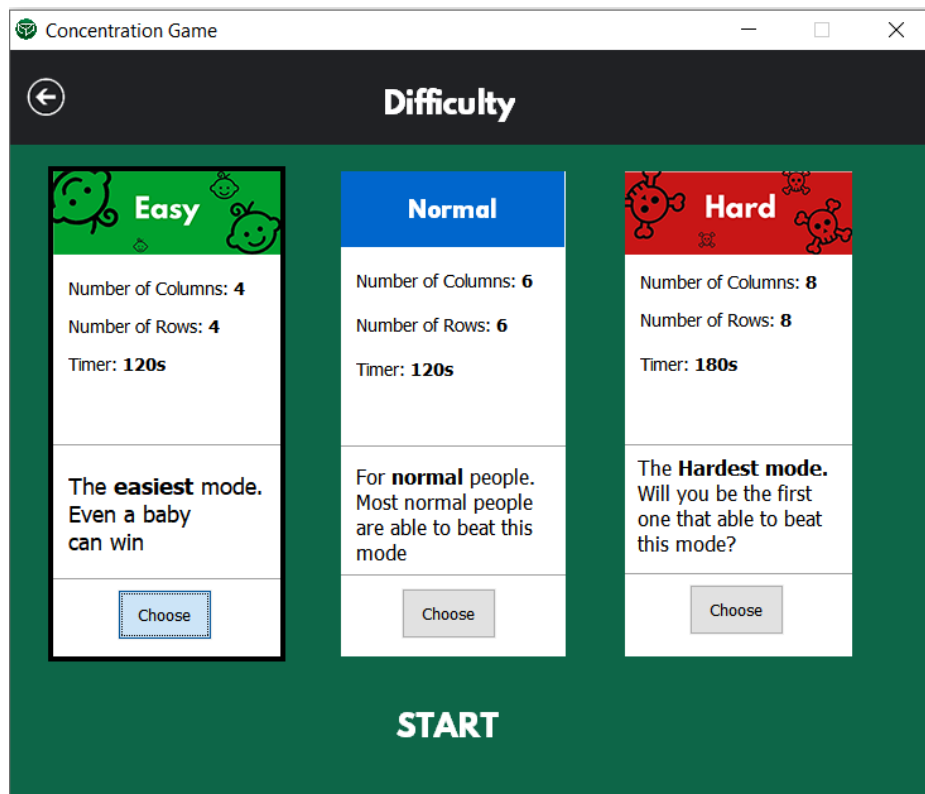 Concentration Game
Difficulty
Easy
Number of Columns: 4
Number of Rows: 4
Timer: 120s
The easiest mode.
Even a baby
can win
Choose
Normal
Number of Columns: 6
Number of Rows: 6
Timer: 120s
For normal people.
Most normal people
are able to beat this
mode
Choose
Hard
Number of Columns: 8
Number of Rows: 8
Timer: 180s
The Hardest mode.
Will you be the first
one that able to beat
this mode?
Choose
START